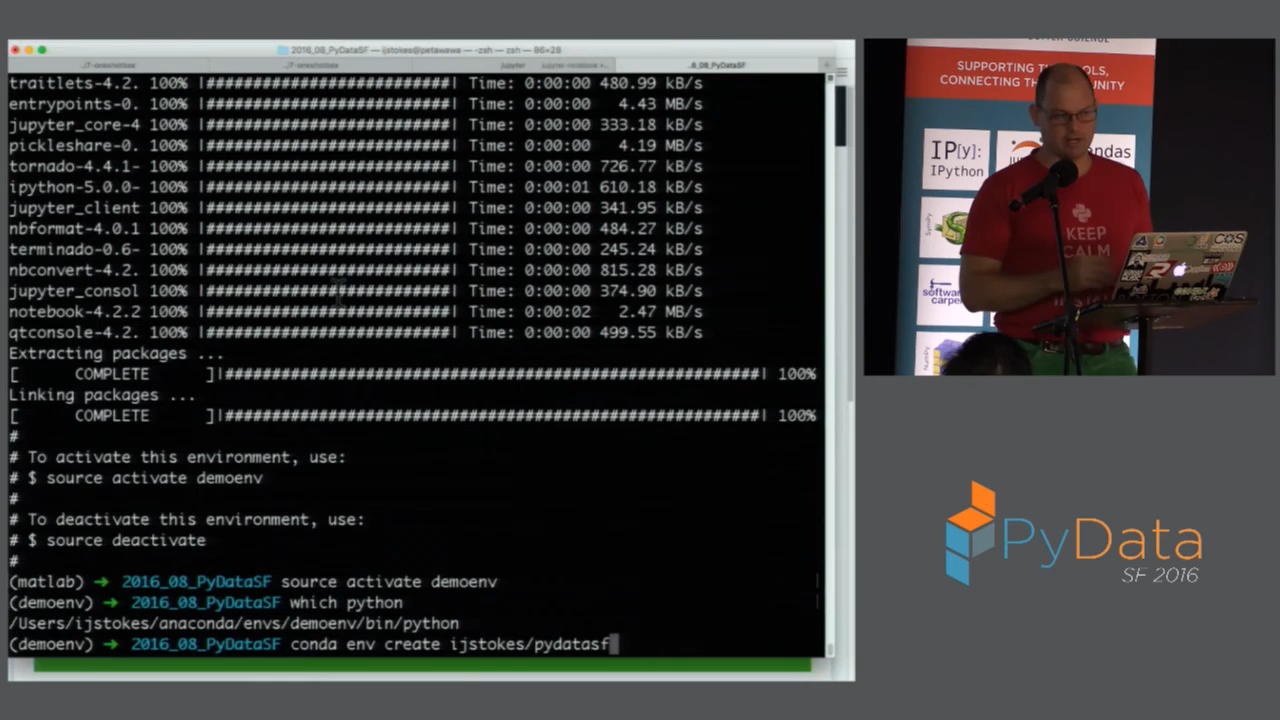 2016_08_PyDataSF — ijstokes@petawawa — -zsh — zsh — 86×28
..6_08_PyDataSF
traitlets-4.2. 100% |##########################| Time: 0:00:00 480.99 kB/s
entrypoints-0. 100% |##########################| Time: 0:00:00   4.43 MB/s
jupyter_core-4 100% |##########################| Time: 0:00:00 333.18 kB/s
pickleshare-0. 100% |##########################| Time: 0:00:00   4.19 MB/s
tornado-4.4.1- 100% |##########################| Time: 0:00:00 726.77 kB/s
ipython-5.0.0- 100% |##########################| Time: 0:00:01 610.18 kB/s
jupyter_client 100% |##########################| Time: 0:00:00 341.95 kB/s
nbformat-4.0.1 100% |##########################| Time: 0:00:00 484.27 kB/s
terminado-0.6- 100% |##########################| Time: 0:00:00 245.24 kB/s
nbconvert-4.2. 100% |##########################| Time: 0:00:00 815.28 kB/s
jupyter_consol 100% |##########################| Time: 0:00:00 374.90 kB/s
notebook-4.2.2 100% |##########################| Time: 0:00:02   2.47 MB/s
qtconsole-4.2. 100% |##########################| Time: 0:00:00 499.55 kB/s
Extracting packages ...
[      COMPLETE      ]|##########################################################| 100%
Linking packages ...
[      COMPLETE      ]|##########################################################| 100%
#
# To activate this environment, use:
# $ source activate demoenv
#
# To deactivate this environment, use:
# $ source deactivate
#
(matlab) ➜ 2016_08_PyDataSF source activate demoenv
(demoenv) ➜ 2016_08_PyDataSF which python
/Users/ijstokes/anaconda/envs/demoenv/bin/python
(demoenv) ➜ 2016_08_PyDataSF conda env create ijstokes/pydatasf
SUPPORTING
CONNECTING
IP[y]:
IPython
KEEP
CALM
PyData
SF 2016